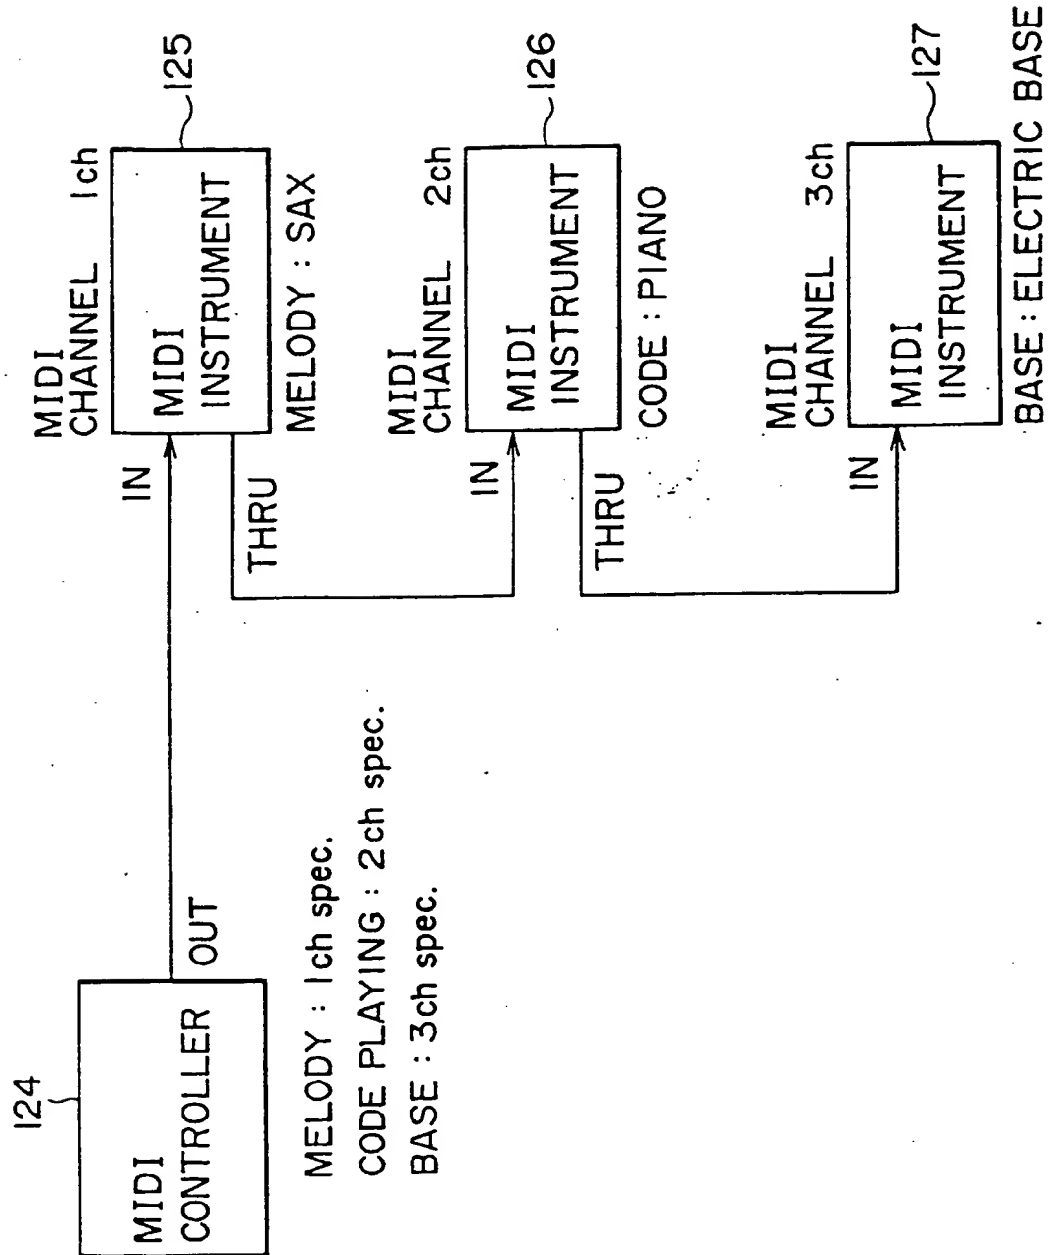 124
MIDI
CONTROLLER
OUT
MELODY : 1ch spec.
CODE PLAYING : 2ch spec.
BASE : 3ch spec.
MIDI
CHANNEL 1ch
IN
MIDI
INSTRUMENT
125
THRU
MELODY : SAX
MIDI
CHANNEL 2ch
IN
MIDI
INSTRUMENT
126
THRU
CODE : PIANO
MIDI
CHANNEL 3ch
IN
MIDI
INSTRUMENT
127
BASE : ELECTRIC BASE